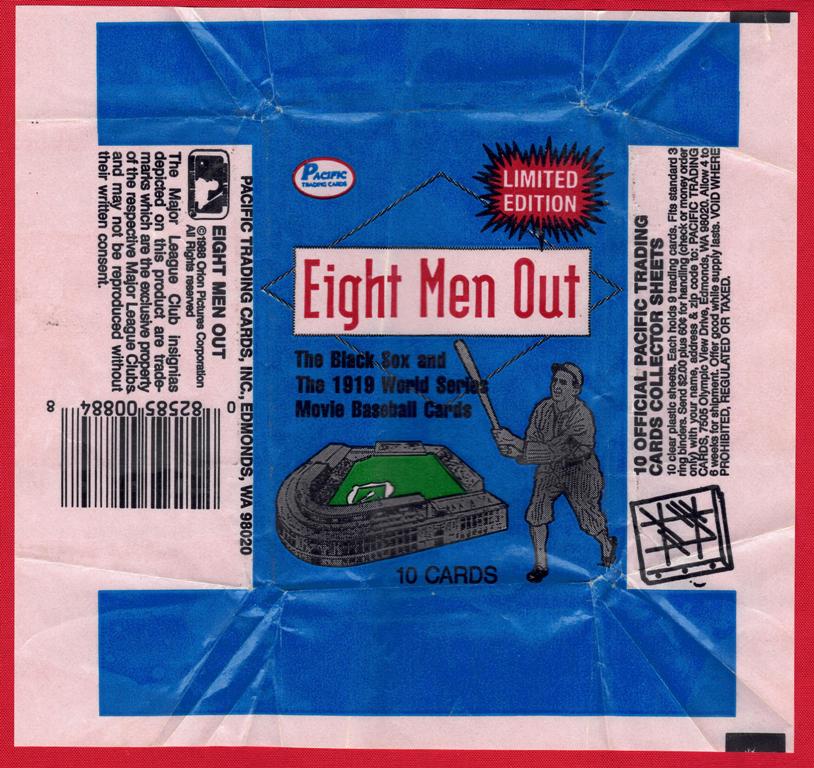 PACIFIC
TRADING CARDS
LIMITED
EDITION
Eight Men Out
The Black Sox and
The 1919 World Series
Movie Baseball Cards
10 CARDS
PACIFIC TRADING CARDS, INC., EDMONDS, WA 98020
EIGHT MEN OUT
©1988 Orion Pictures Corporation
All rights reserved
The Major League Club insignias
depicted on this product are trade-
marks which are the exclusive property
of the respective Major League Clubs
and may not be reproduced without
their written consent.
0 82585 00884 8
10 OFFICIAL PACIFIC TRADING
CARDS COLLECTOR SHEETS
10 clear plastic sheets. Each holds 9 trading cards. Fits standard 3
ring binders. Send $2.00 plus 60¢ for handling (check or money order
only) with your name, address & zip code to: PACIFIC TRADING
CARDS, 7505 Olympic View Drive, Edmonds, WA 98020. Allow 4 to
6 weeks for shipment. Offer good while supply lasts. VOID WHERE
PROHIBITED, REGULATED OR TAXED.